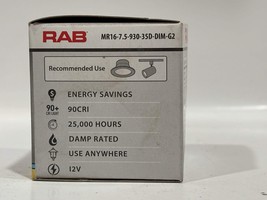 RAB
MR16-7.5-930-35D-DIM-G2
Recommended Use
ENERGY SAVINGS
90+
90CRI
25,000 HOURS
DAMP RATED
USE ANYWHERE
12V